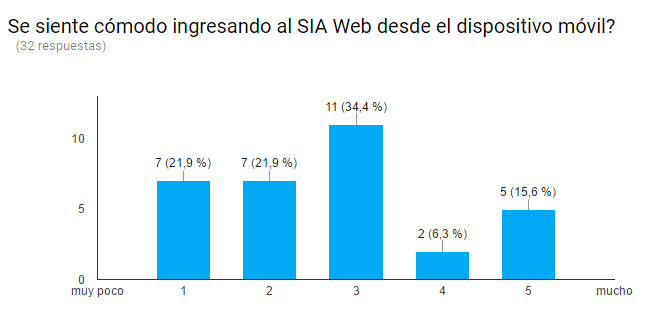 Se siente cómodo ingresando al SIA Web desde el dispositivo móvil?
(32 respuestas)
11 (34,4 %)
10
7 (21,9 %) 7 (21,9 %)
5 (15,6 %)
5
2 (6,3 %)
0
muy poco 1 2 3 4 5 mucho